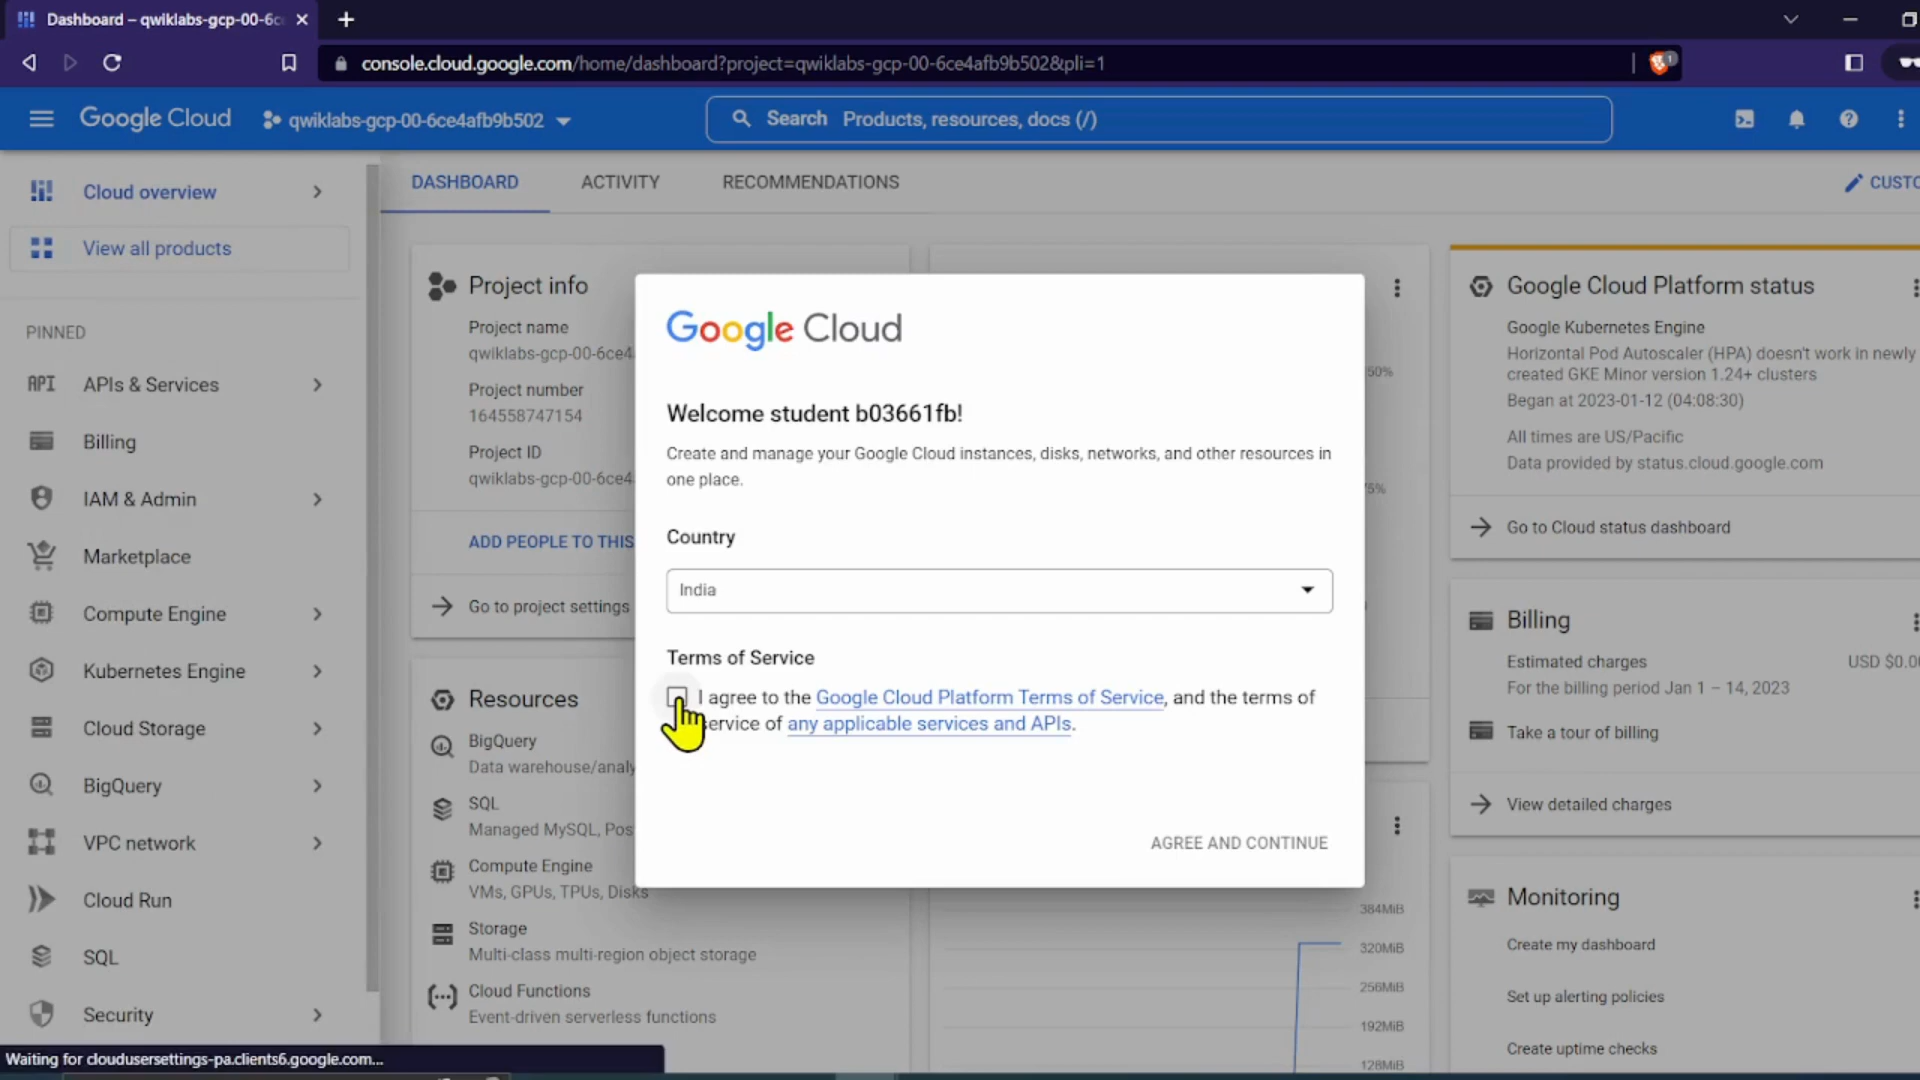 Dashboard – qwiklabs-gcp-00-6c
console.cloud.google.com/home/dashboard?project=qwiklabs-gcp-00-6ce4afb9b502&pli=1
1
Google Cloud
qwiklabs-gcp-00-6ce4afb9b502
Search Products, resources, docs (/)
Cloud overview
View all products
PINNED
API APIs & Services
Billing
IAM & Admin
Marketplace
Compute Engine
Kubernetes Engine
Cloud Storage
BigQuery
VPC network
Cloud Run
SQL
Security
Waiting for cloudusersettings-pa.clients6.google.com...
DASHBOARD
ACTIVITY
RECOMMENDATIONS
CUSTO
Project info
Project name
qwiklabs-gcp-00-6ce4
Project number
164558747154
Project ID
qwiklabs-gcp-00-6ce4
ADD PEOPLE TO THIS
Go to project settings
Resources
BigQuery
Data warehouse/analy
SQL
Managed MySQL, Pos
Compute Engine
VMs, GPUs, TPUs, Disks
Storage
Multi-class multi-region object storage
Cloud Functions
Event-driven serverless functions
Google Cloud
Welcome student b03661fb!
Create and manage your Google Cloud instances, disks, networks, and other resources in
one place.
Country
India
Terms of Service
I agree to the Google Cloud Platform Terms of Service, and the terms of
service of any applicable services and APIs.
AGREE AND CONTINUE
50%
5%
384MiB
320MiB
256MiB
192MiB
128MiB
Google Cloud Platform status
Google Kubernetes Engine
Horizontal Pod Autoscaler (HPA) doesn't work in newly
created GKE Minor version 1.24+ clusters
Began at 2023-01-12 (04:08:30)
All times are US/Pacific
Data provided by status.cloud.google.com
Go to Cloud status dashboard
Billing
Estimated charges
USD $0.0
For the billing period Jan 1 – 14, 2023
Take a tour of billing
View detailed charges
Monitoring
Create my dashboard
Set up alerting policies
Create uptime checks